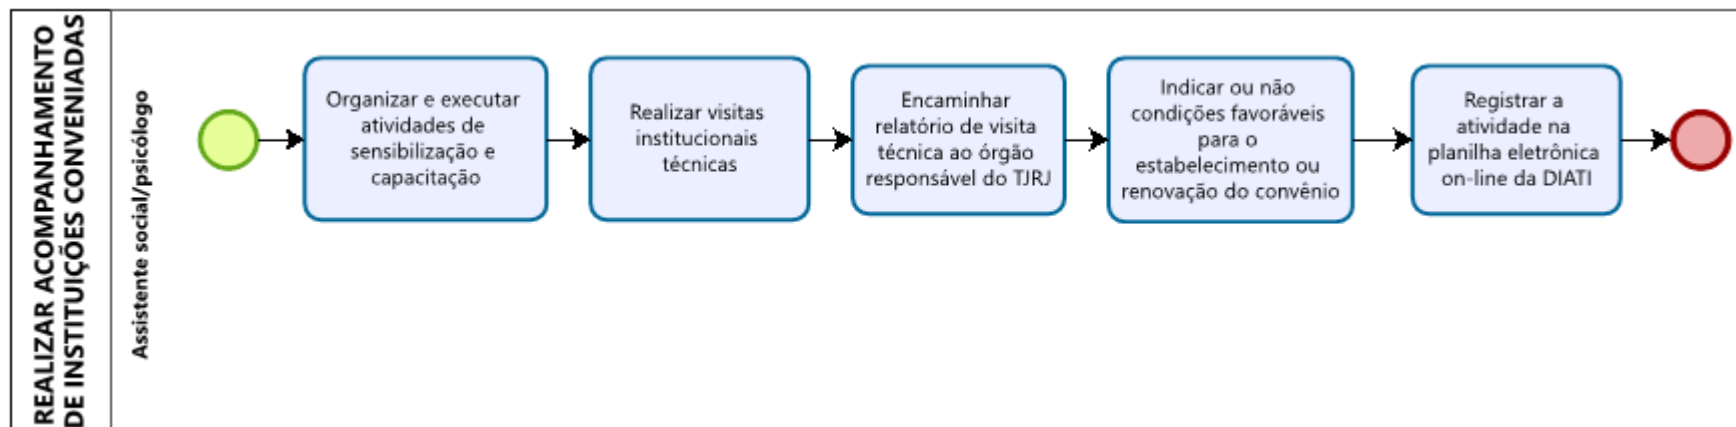 REALIZAR ACOMPANHAMENTO
DE INSTITUIÇÕES CONVENIADAS
Assistente social/psicólogo
Organizar e executar
atividades de
sensibilização e
capacitação
Realizar visitas
institucionais
técnicas
Encaminhar
relatório de visita
técnica ao órgão
responsável do TJRJ
Indicar ou não
condições favoráveis
para o
estabelecimento ou
renovação do convênio
Registrar a
atividade na
planilha eletrônica
on-line da DIATI